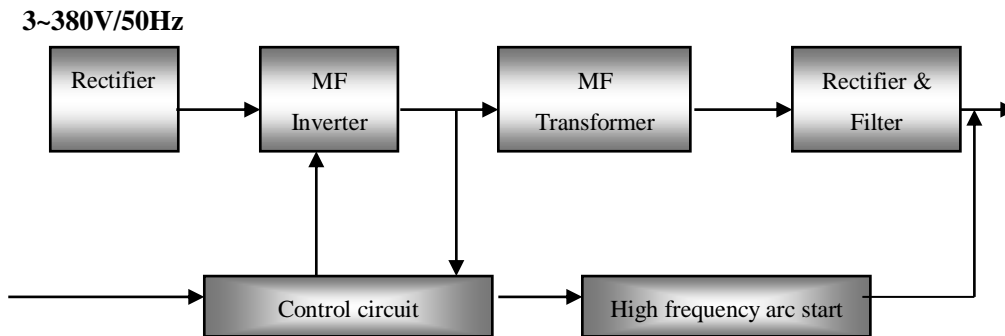 3~380V/50Hz
Rectifier
MF
Inverter
MF
Transformer
Rectifier &
Filter
Control circuit
High frequency arc start